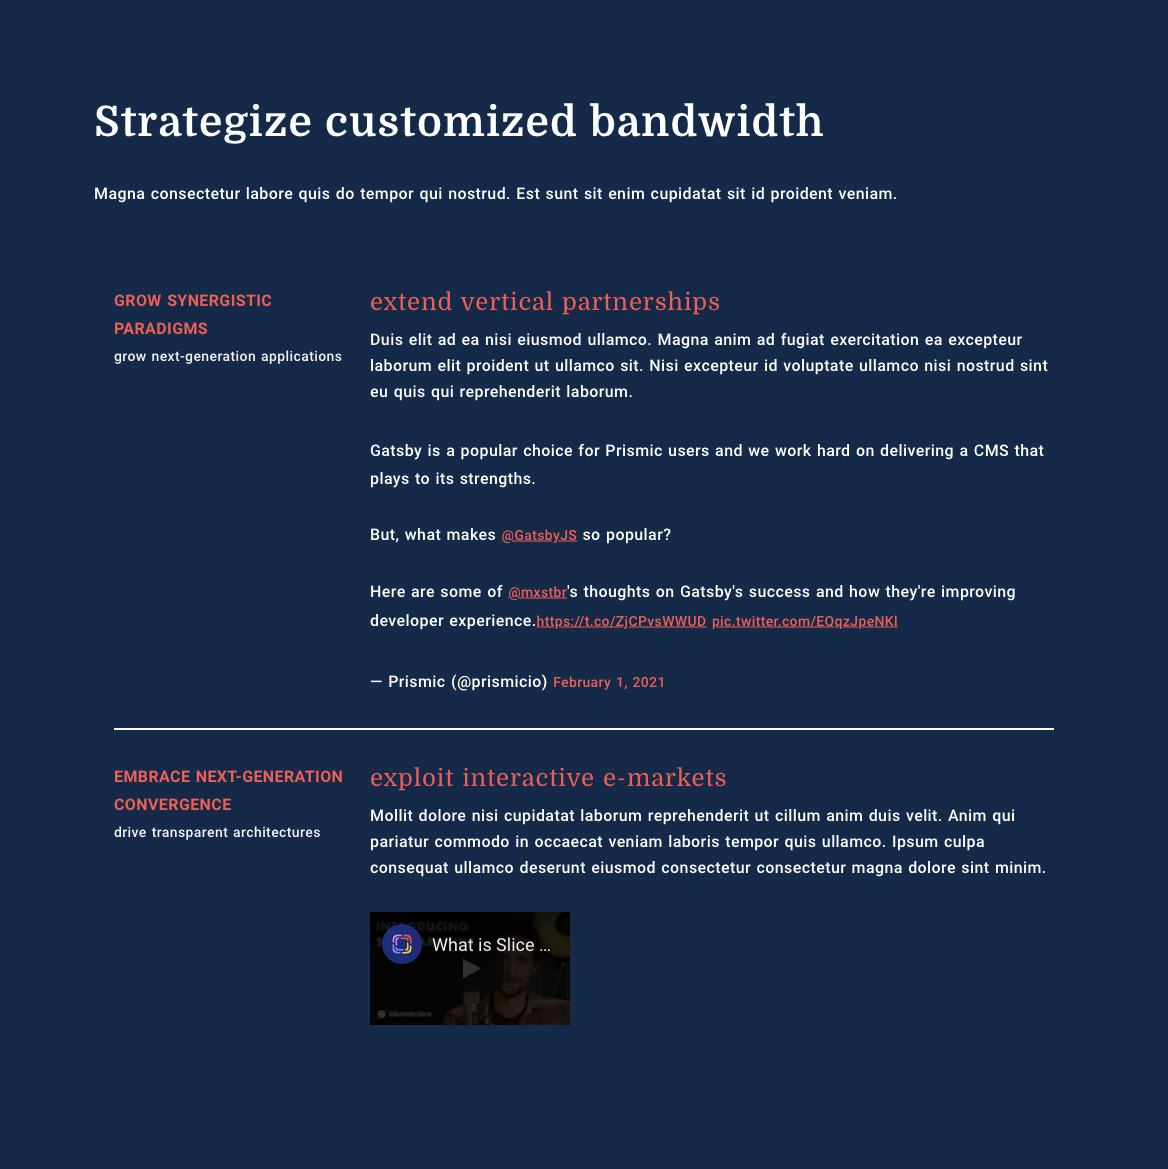 Strategize customized bandwidth
Magna consectetur labore quis do tempor qui nostrud. Est sunt sit enim cupidatat sit id proident veniam.
GROW SYNERGISTIC
PARADIGMS
grow next-generation applications
extend vertical partnerships
Duis elit ad ea nisi eiusmod ullamco. Magna anim ad fugiat exercitation ea excepteur
laborum elit proident ut ullamco sit. Nisi excepteur id voluptate ullamco nisi nostrud sint
eu quis qui reprehenderit laborum.
Gatsby is a popular choice for Prismic users and we work hard on delivering a CMS that
plays to its strengths.
But, what makes @GatsbyJS so popular?
Here are some of @mxstbr's thoughts on Gatsby's success and how they're improving
developer experience.https://t.co/ZjCPvsWWUD pic.twitter.com/EQqzJpeNKl
— Prismic (@prismicio) February 1, 2021
EMBRACE NEXT-GENERATION
CONVERGENCE
drive transparent architectures
exploit interactive e-markets
Mollit dolore nisi cupidatat laborum reprehenderit ut cillum anim duis velit. Anim qui
pariatur commodo in occaecat veniam laboris tempor quis ullamco. Ipsum culpa
consequat ullamco deserunt eiusmod consectetur consectetur magna dolore sint minim.
What is Slice ...